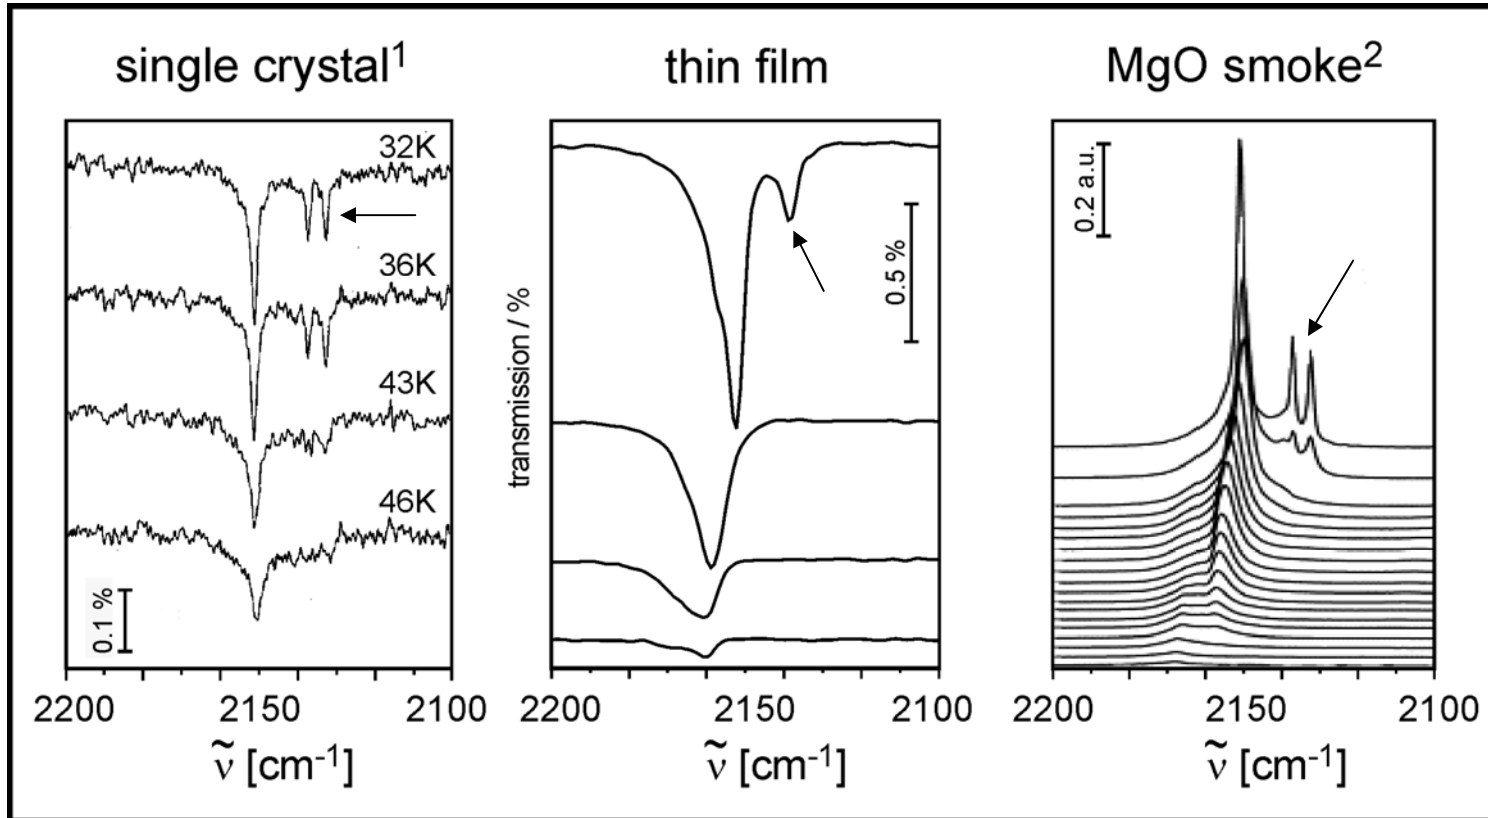 single crystal1
thin film
MgO smoke2
32K
36K
43K
46K
0.1 %
2200
2150
2100
ν̃ [cm-1]
transmission / %
0.5 %
2200
2150
2100
ν̃ [cm-1]
0.2 a.u.
2200
2150
2100
ν̃ [cm-1]